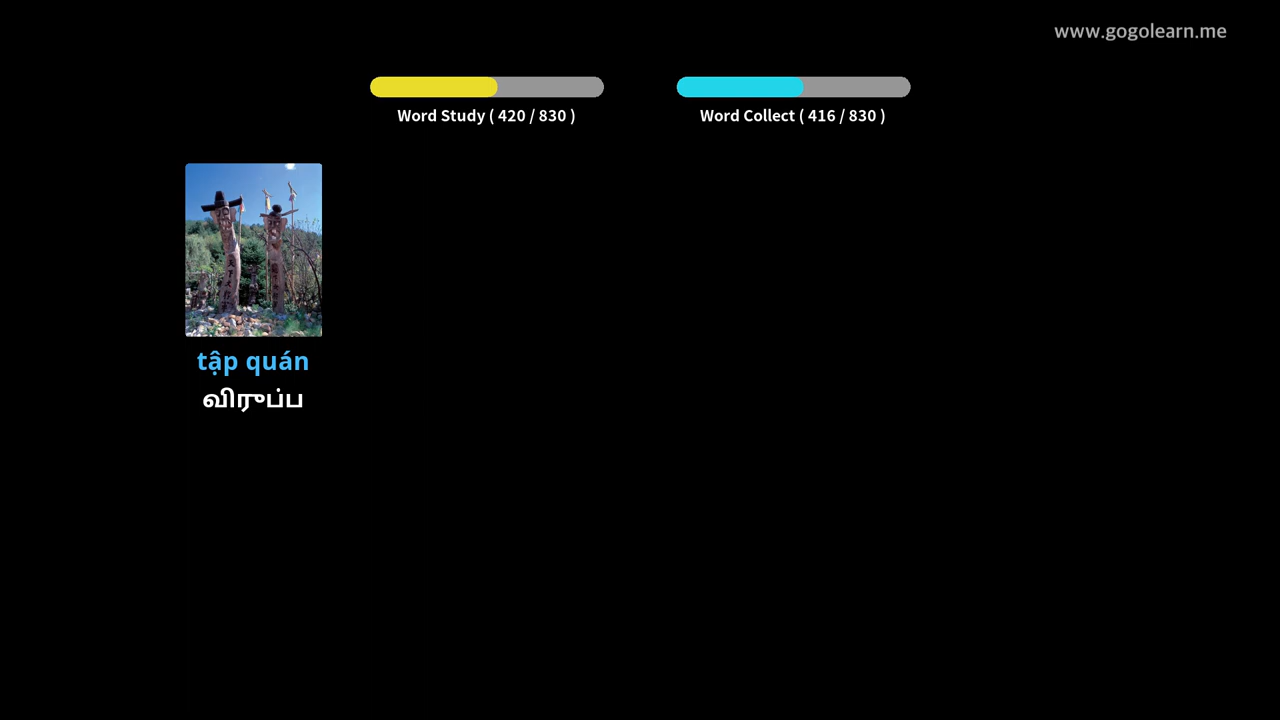 www.gogolearn.me
Word Study ( 420 / 830 )
Word Collect ( 416 / 830 )
tập quán
விருப்ப